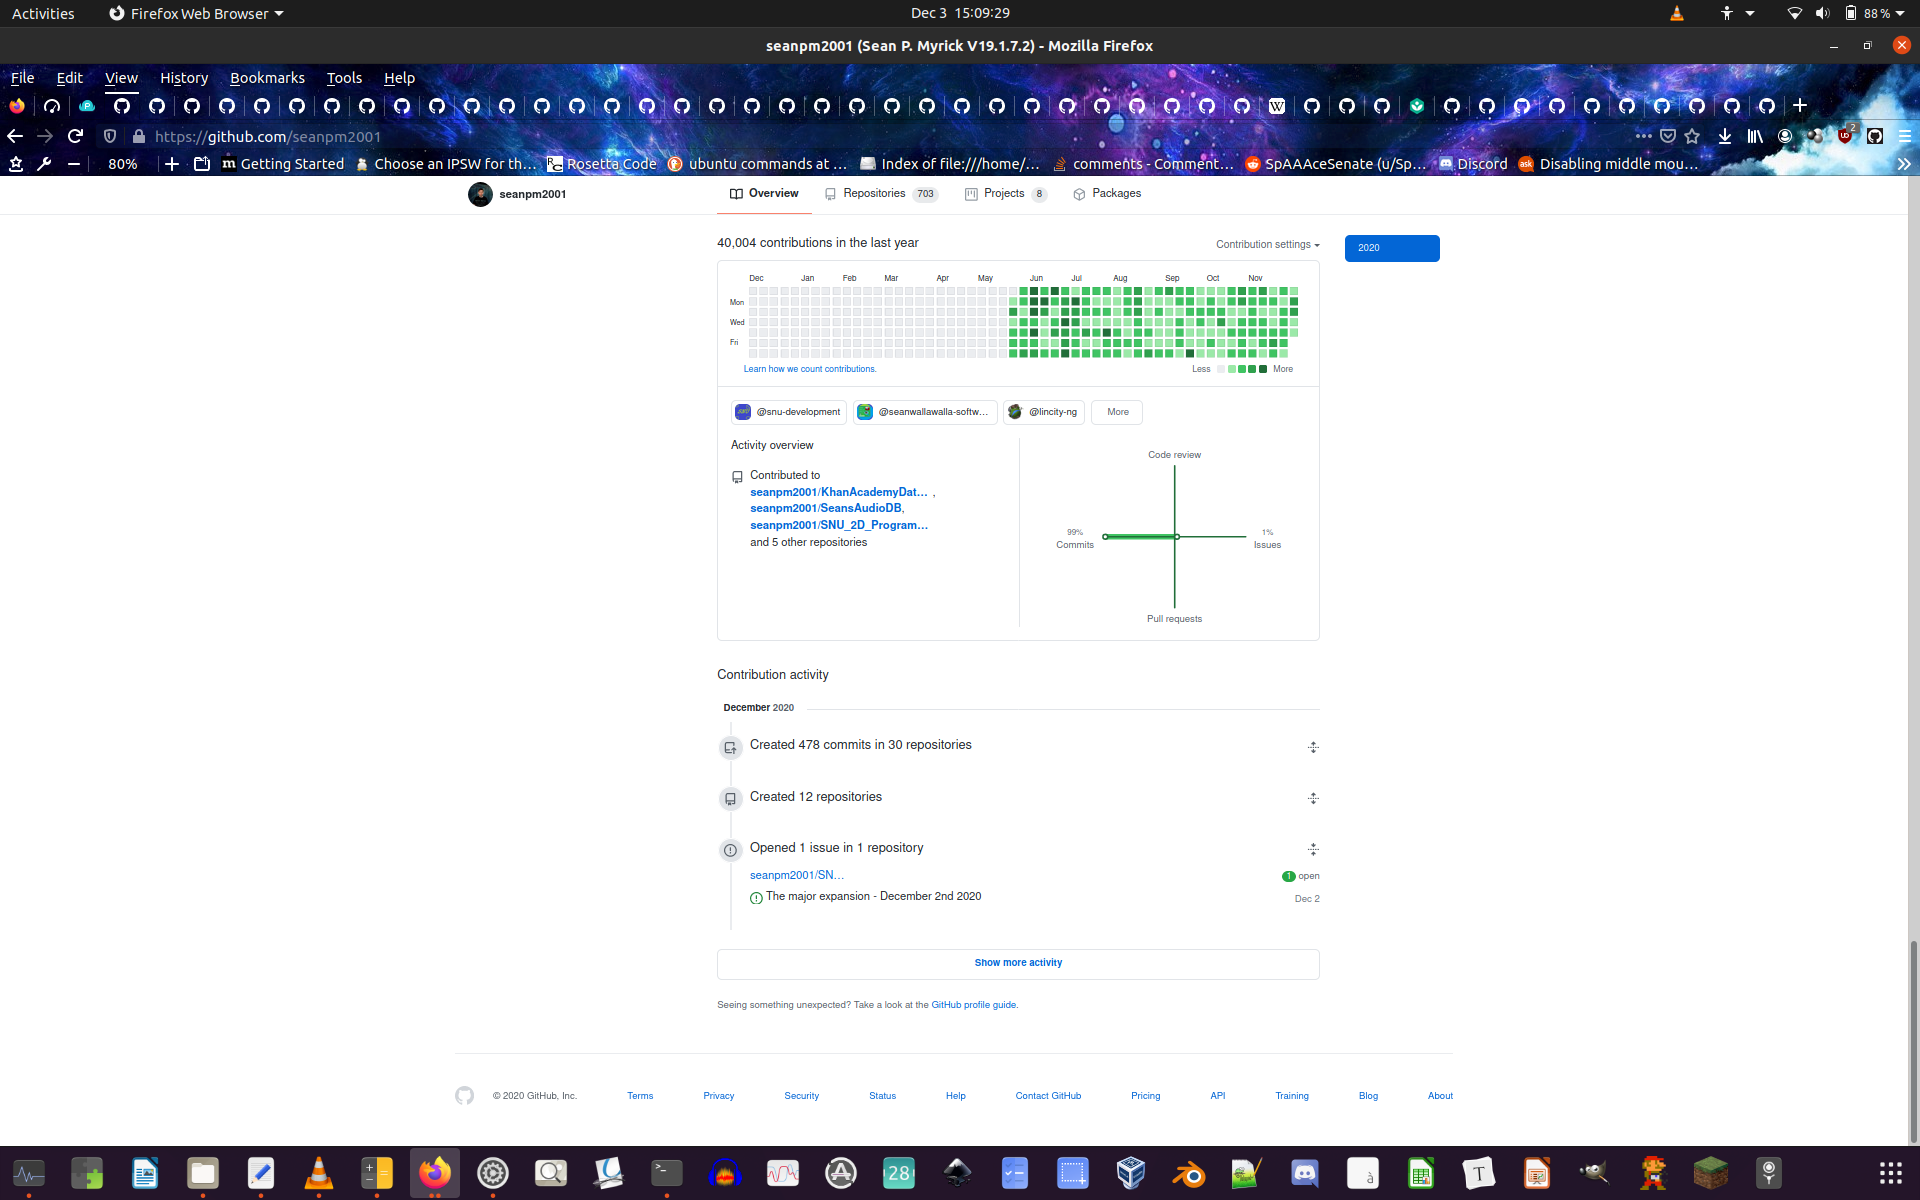 Activities Firefox Web Browser Dec 3 15:09:29 88 %
seanpm2001 (Sean P. Myrick V19.1.7.2) - Mozilla Firefox
File Edit View History Bookmarks Tools Help
https://github.com/seanpm2001 2
80% Getting Started Choose an IPSW for th… Rosetta Code ubuntu commands at … Index of file:///home/… comments - Comment… SpAAAceSenate (u/Sp… Discord Disabling middle mou…
seanpm2001 Overview Repositories 703 Projects 8 Packages
40,004 contributions in the last year Contribution settings 2020
Dec Jan Feb Mar Apr May Jun Jul Aug Sep Oct Nov
Mon
Wed
Fri
Learn how we count contributions. Less More
@snu-development @seanwallawalla-softw… @lincity-ng More
Activity overview
Code review
Contributed to
seanpm2001/KhanAcademyDat… ,
seanpm2001/SeansAudioDB,
seanpm2001/SNU_2D_Program…
and 5 other repositories
99% 1%
Commits Issues
Pull requests
Contribution activity
December 2020
Created 478 commits in 30 repositories
Created 12 repositories
Opened 1 issue in 1 repository
seanpm2001/SN… 1 open
The major expansion - December 2nd 2020 Dec 2
Show more activity
Seeing something unexpected? Take a look at the GitHub profile guide.
© 2020 GitHub, Inc. Terms Privacy Security Status Help Contact GitHub Pricing API Training Blog About
28